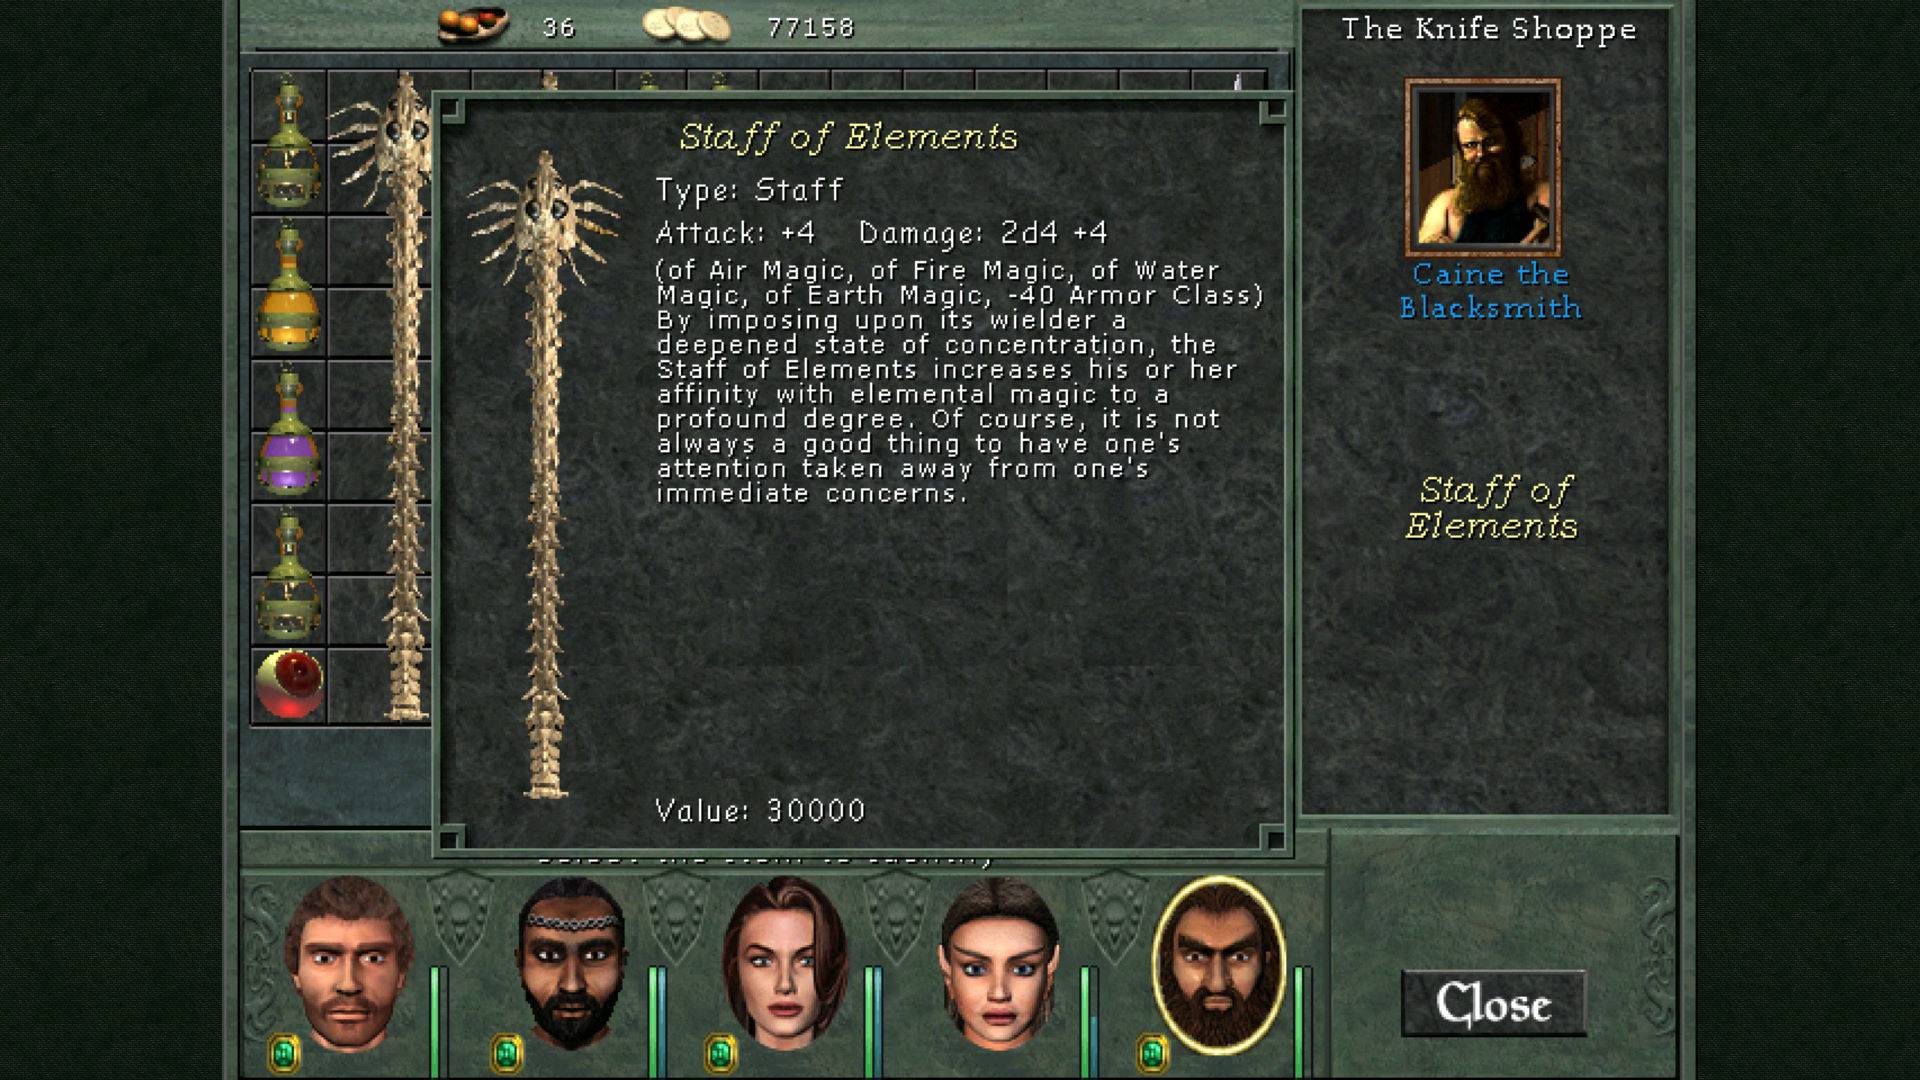 36 77158
The Knife Shoppe
Staff of Elements
Type: Staff
Attack: +4 Damage: 2d4 +4
(of Air Magic, of Fire Magic, of Water
Magic, of Earth Magic, -40 Armor Class)
By imposing upon its wielder a
deepened state of concentration, the
Staff of Elements increases his or her
affinity with elemental magic to a
profound degree. Of course, it is not
always a good thing to have one's
attention taken away from one's
immediate concerns.
Value: 30000
Caine the
Blacksmith
Staff of
Elements
Close